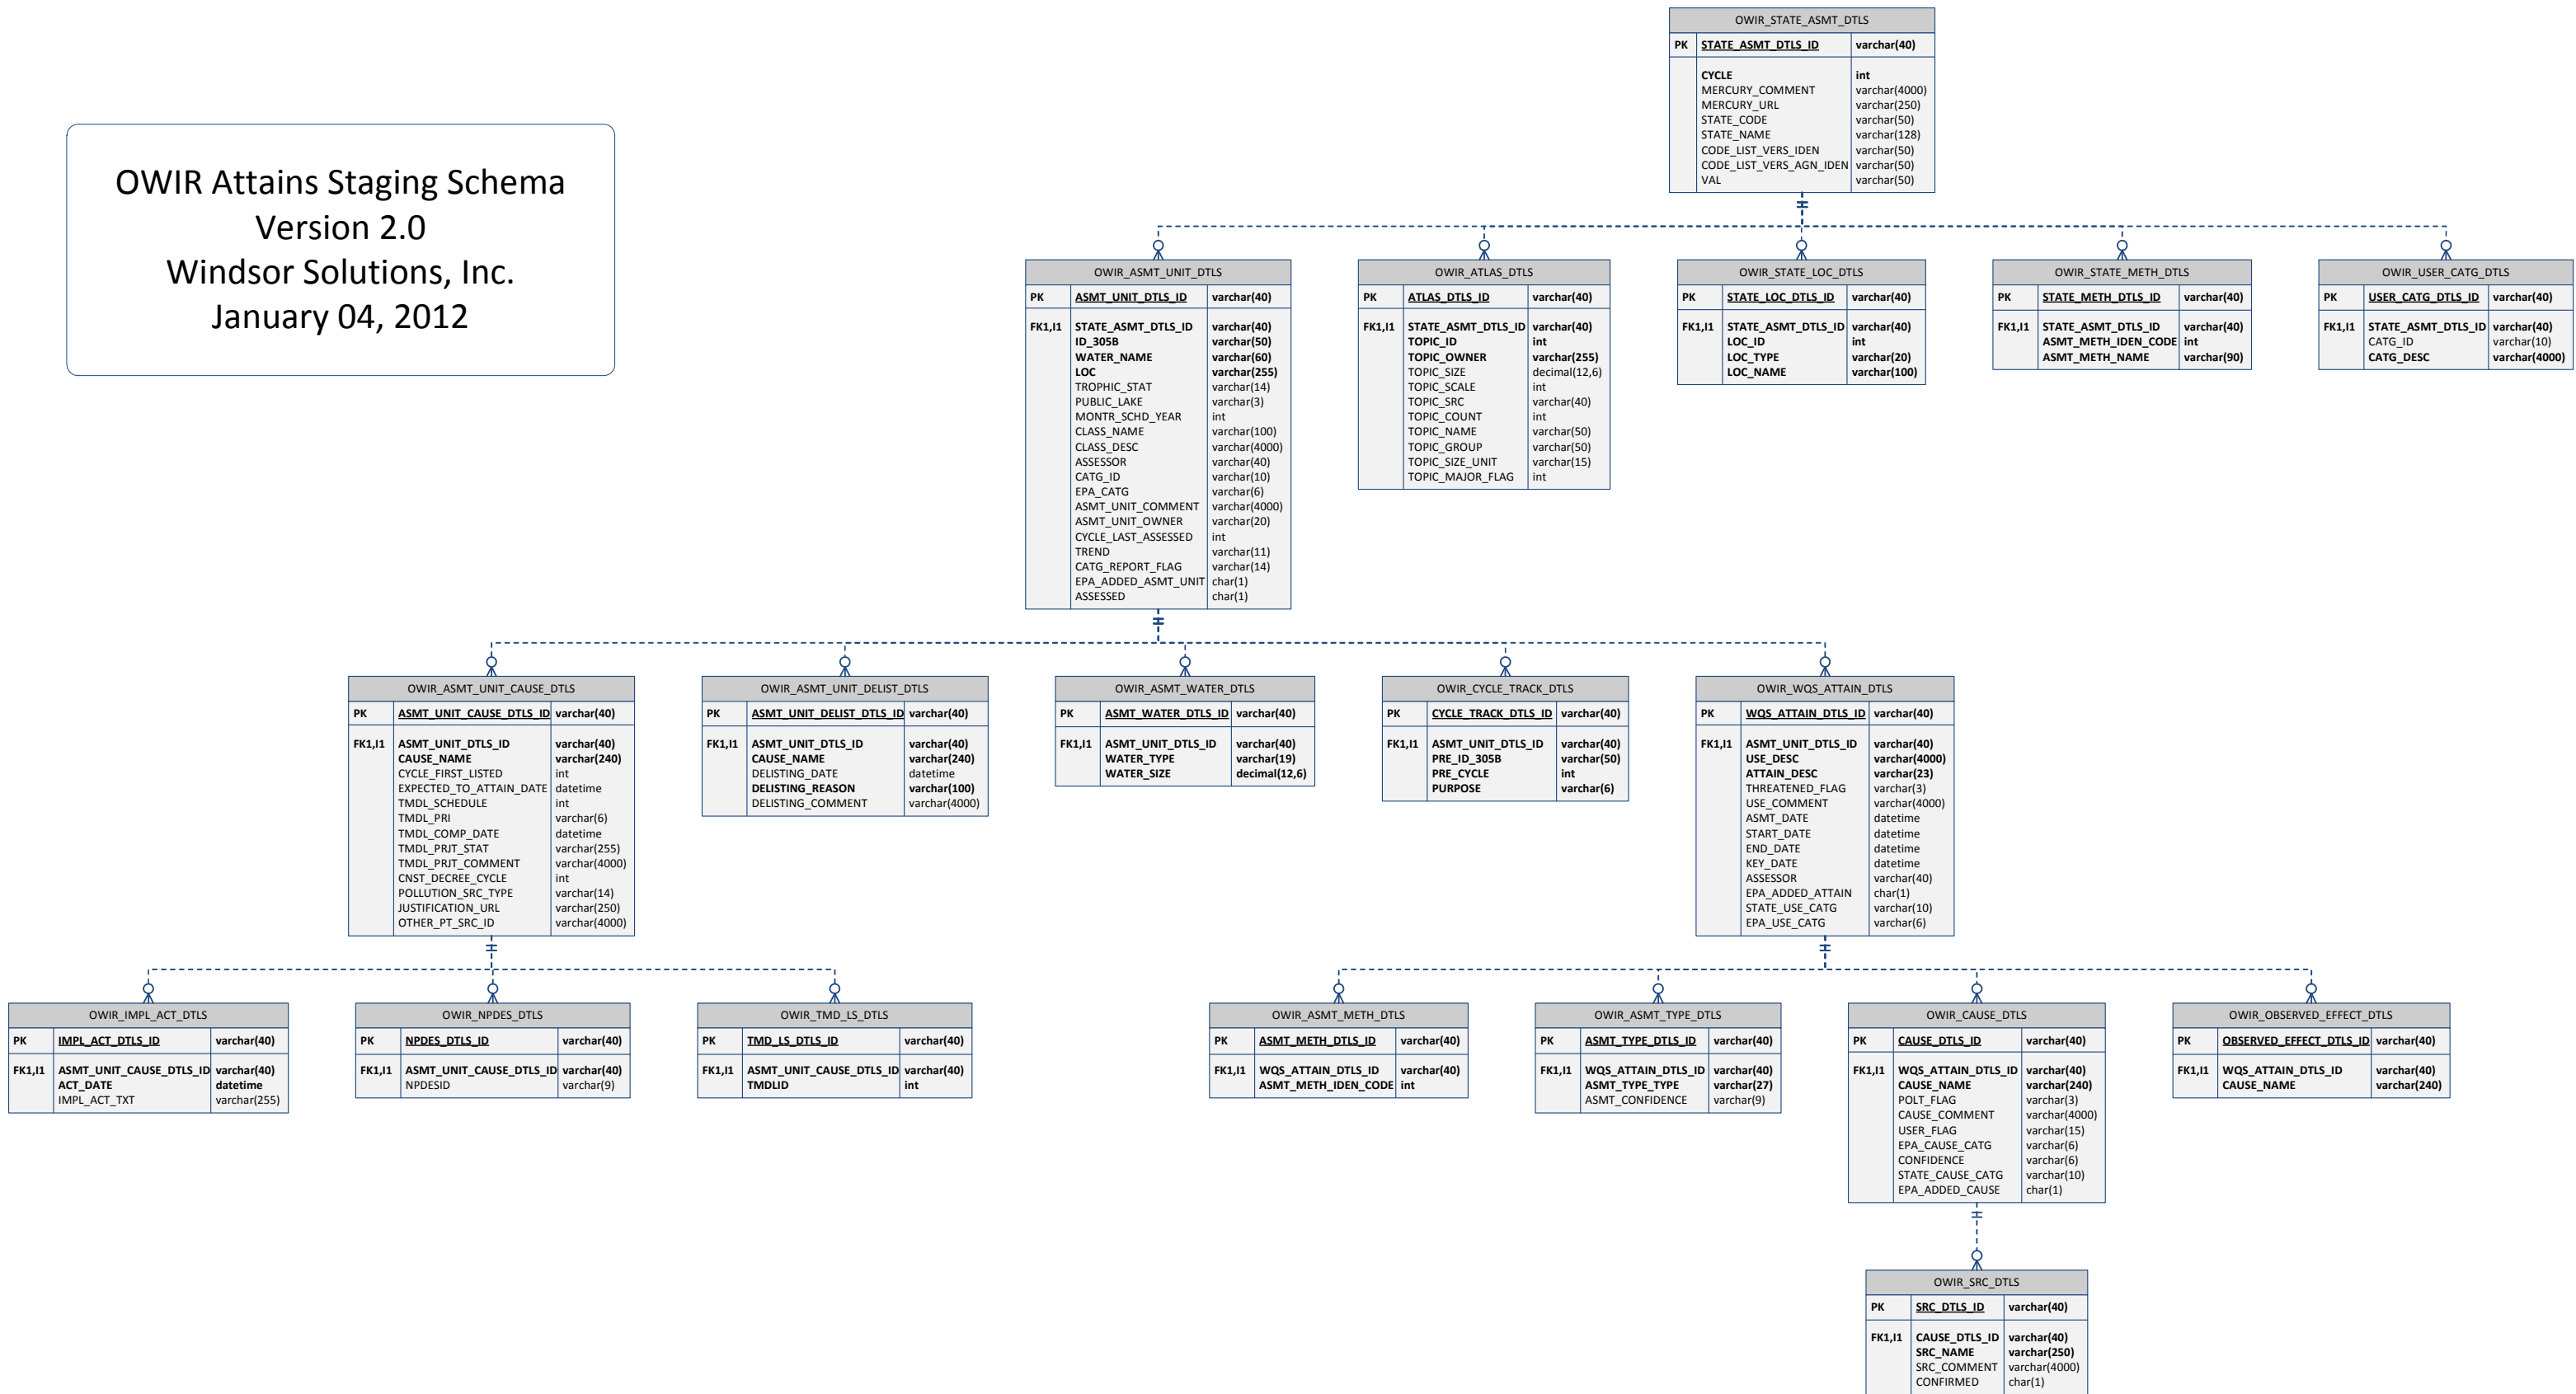 OWIR Attains Staging Schema
Version 2.0
Windsor Solutions, Inc.
January 04, 2012
OWIR_STATE_ASMT_DTLS
PK STATE_ASMT_DTLS_ID varchar(40)
CYCLE int
MERCURY_COMMENT varchar(4000)
MERCURY_URL varchar(250)
STATE_CODE varchar(50)
STATE_NAME varchar(128)
CODE_LIST_VERS_IDEN varchar(50)
CODE_LIST_VERS_AGN_IDEN varchar(50)
VAL varchar(50)
OWIR_ASMT_UNIT_DTLS
PK ASMT_UNIT_DTLS_ID varchar(40)
FK1,I1 STATE_ASMT_DTLS_ID varchar(40)
ID_305B varchar(50)
WATER_NAME varchar(60)
LOC varchar(255)
TROPHIC_STAT varchar(14)
PUBLIC_LAKE varchar(3)
MONTR_SCHD_YEAR int
CLASS_NAME varchar(100)
CLASS_DESC varchar(4000)
ASSESSOR varchar(40)
CATG_ID varchar(10)
EPA_CATG varchar(6)
ASMT_UNIT_COMMENT varchar(4000)
ASMT_UNIT_OWNER varchar(20)
CYCLE_LAST_ASSESSED int
TREND varchar(11)
CATG_REPORT_FLAG varchar(14)
EPA_ADDED_ASMT_UNIT char(1)
ASSESSED char(1)
OWIR_ATLAS_DTLS
PK ATLAS_DTLS_ID varchar(40)
FK1,I1 STATE_ASMT_DTLS_ID varchar(40)
TOPIC_ID int
TOPIC_OWNER varchar(255)
TOPIC_SIZE decimal(12,6)
TOPIC_SCALE int
TOPIC_SRC varchar(40)
TOPIC_COUNT int
TOPIC_NAME varchar(50)
TOPIC_GROUP varchar(50)
TOPIC_SIZE_UNIT varchar(15)
TOPIC_MAJOR_FLAG int
OWIR_STATE_LOC_DTLS
PK STATE_LOC_DTLS_ID varchar(40)
FK1,I1 STATE_ASMT_DTLS_ID varchar(40)
LOC_ID int
LOC_TYPE varchar(20)
LOC_NAME varchar(100)
OWIR_STATE_METH_DTLS
PK STATE_METH_DTLS_ID varchar(40)
FK1,I1 STATE_ASMT_DTLS_ID varchar(40)
ASMT_METH_IDEN_CODE int
ASMT_METH_NAME varchar(90)
OWIR_USER_CATG_DTLS
PK USER_CATG_DTLS_ID varchar(40)
FK1,I1 STATE_ASMT_DTLS_ID varchar(40)
CATG_ID varchar(10)
CATG_DESC varchar(4000)
OWIR_ASMT_UNIT_CAUSE_DTLS
PK ASMT_UNIT_CAUSE_DTLS_ID varchar(40)
FK1,I1 ASMT_UNIT_DTLS_ID varchar(40)
CAUSE_NAME varchar(240)
CYCLE_FIRST_LISTED int
EXPECTED_TO_ATTAIN_DATE datetime
TMDL_SCHEDULE int
TMDL_PRI varchar(6)
TMDL_COMP_DATE datetime
TMDL_PRJT_STAT varchar(255)
TMDL_PRJT_COMMENT varchar(4000)
CNST_DECREE_CYCLE int
POLLUTION_SRC_TYPE varchar(14)
JUSTIFICATION_URL varchar(250)
OTHER_PT_SRC_ID varchar(4000)
OWIR_ASMT_UNIT_DELIST_DTLS
PK ASMT_UNIT_DELIST_DTLS_ID varchar(40)
FK1,I1 ASMT_UNIT_DTLS_ID varchar(40)
CAUSE_NAME varchar(240)
DELISTING_DATE datetime
DELISTING_REASON varchar(100)
DELISTING_COMMENT varchar(4000)
OWIR_ASMT_WATER_DTLS
PK ASMT_WATER_DTLS_ID varchar(40)
FK1,I1 ASMT_UNIT_DTLS_ID varchar(40)
WATER_TYPE varchar(19)
WATER_SIZE decimal(12,6)
OWIR_CYCLE_TRACK_DTLS
PK CYCLE_TRACK_DTLS_ID varchar(40)
FK1,I1 ASMT_UNIT_DTLS_ID varchar(40)
PRE_ID_305B varchar(50)
PRE_CYCLE int
PURPOSE varchar(6)
OWIR_WQS_ATTAIN_DTLS
PK WQS_ATTAIN_DTLS_ID varchar(40)
FK1,I1 ASMT_UNIT_DTLS_ID varchar(40)
USE_DESC varchar(4000)
ATTAIN_DESC varchar(23)
THREATENED_FLAG varchar(3)
USE_COMMENT varchar(4000)
ASMT_DATE datetime
START_DATE datetime
END_DATE datetime
KEY_DATE datetime
ASSESSOR varchar(40)
EPA_ADDED_ATTAIN char(1)
STATE_USE_CATG varchar(10)
EPA_USE_CATG varchar(6)
OWIR_IMPL_ACT_DTLS
PK IMPL_ACT_DTLS_ID varchar(40)
FK1,I1 ASMT_UNIT_CAUSE_DTLS_ID varchar(40)
ACT_DATE datetime
IMPL_ACT_TXT varchar(255)
OWIR_NPDES_DTLS
PK NPDES_DTLS_ID varchar(40)
FK1,I1 ASMT_UNIT_CAUSE_DTLS_ID varchar(40)
NPDESID varchar(9)
OWIR_TMD_LS_DTLS
PK TMD_LS_DTLS_ID varchar(40)
FK1,I1 ASMT_UNIT_CAUSE_DTLS_ID varchar(40)
TMDLID int
OWIR_ASMT_METH_DTLS
PK ASMT_METH_DTLS_ID varchar(40)
FK1,I1 WQS_ATTAIN_DTLS_ID varchar(40)
ASMT_METH_IDEN_CODE int
OWIR_ASMT_TYPE_DTLS
PK ASMT_TYPE_DTLS_ID varchar(40)
FK1,I1 WQS_ATTAIN_DTLS_ID varchar(40)
ASMT_TYPE_TYPE varchar(27)
ASMT_CONFIDENCE varchar(9)
OWIR_CAUSE_DTLS
PK CAUSE_DTLS_ID varchar(40)
FK1,I1 WQS_ATTAIN_DTLS_ID varchar(40)
CAUSE_NAME varchar(240)
POLT_FLAG varchar(3)
CAUSE_COMMENT varchar(4000)
USER_FLAG varchar(15)
EPA_CAUSE_CATG varchar(6)
CONFIDENCE varchar(6)
STATE_CAUSE_CATG varchar(10)
EPA_ADDED_CAUSE char(1)
OWIR_OBSERVED_EFFECT_DTLS
PK OBSERVED_EFFECT_DTLS_ID varchar(40)
FK1,I1 WQS_ATTAIN_DTLS_ID varchar(40)
CAUSE_NAME varchar(240)
OWIR_SRC_DTLS
PK SRC_DTLS_ID varchar(40)
FK1,I1 CAUSE_DTLS_ID varchar(40)
SRC_NAME varchar(250)
SRC_COMMENT varchar(4000)
CONFIRMED char(1)